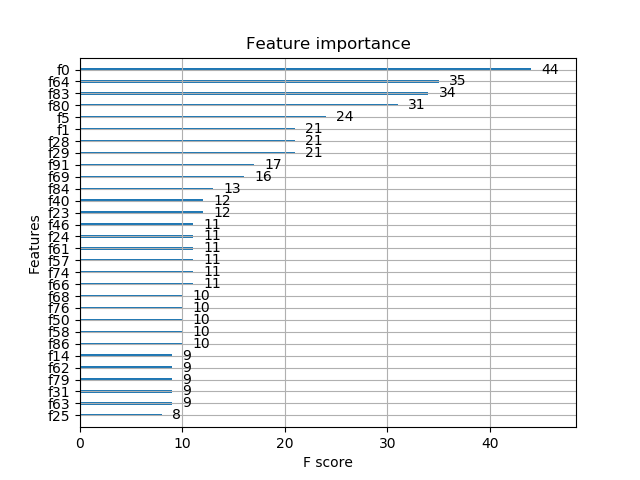 Feature importance
f0 44
f64 35
f83 34
f80 31
f5 24
f1 21
f28 21
f29 21
f91 17
f69 16
f84 13
f40 12
f23 12
f46 11
f24 11
f61 11
f57 11
f74 11
f66 11
f68 10
f76 10
f50 10
f58 10
f86 10
f14 9
f62 9
f79 9
f31 9
f63 9
f25 8
Features
0 10 20 30 40
F score